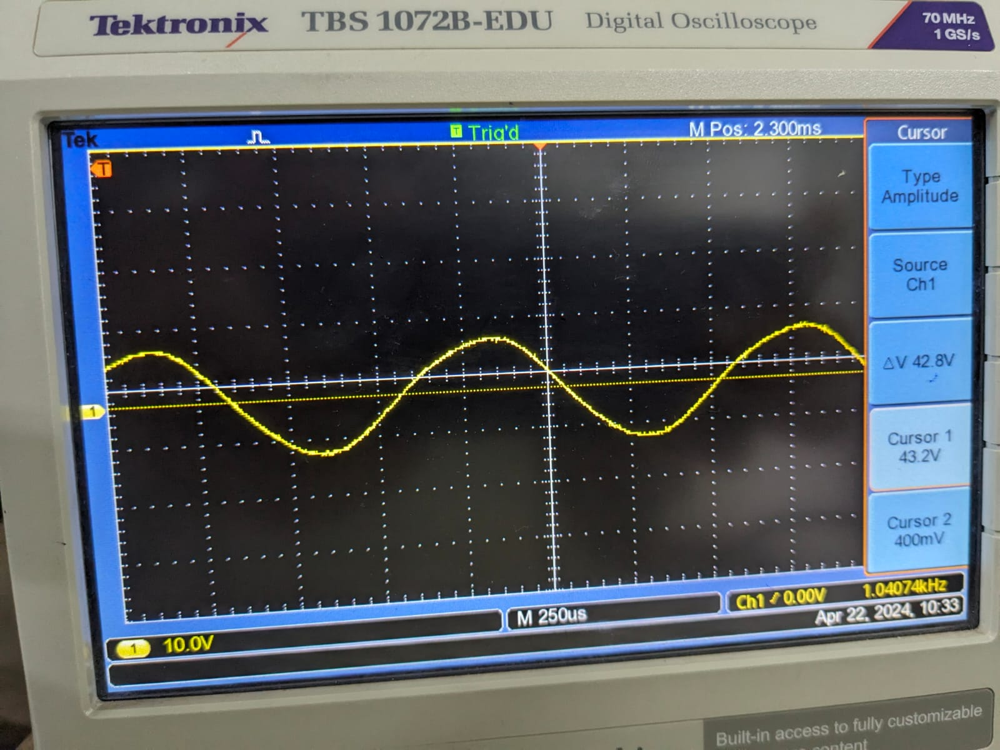 Tektronix TBS 1072B-EDU Digital Oscilloscope
70 MHz
1 GS/s
Tek
T Trig'd
M Pos: 2.300ms
Cursor
T
Type
Amplitude
Source
Ch1
ΔV 42.8V
1
Cursor 1
43.2V
Cursor 2
400mV
M 250us
Ch1 0.00V
1.04074kHz
Apr 22, 2024, 10:33
1 10.0V
Built-in access to fully customizable
content